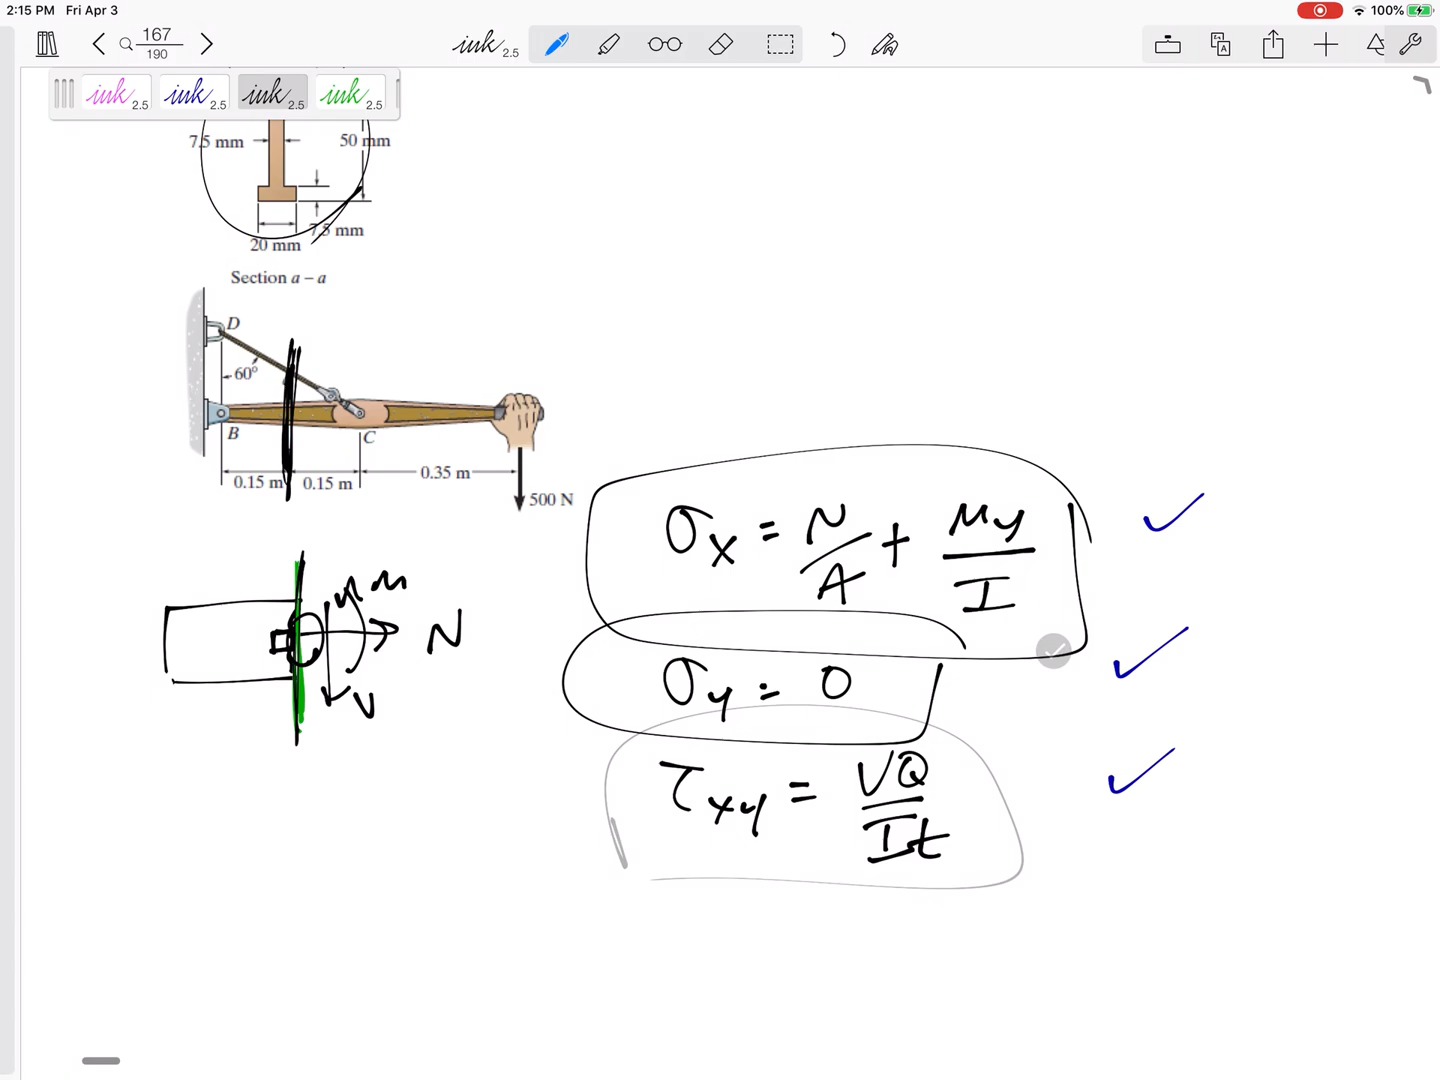 2:15 PM Fri Apr 3
100%
167
190
ink 2.5
ink 2.5
ink 2.5
ink 2.5
ink 2.5
7.5 mm
50 mm
7.5 mm
20 mm
Section a – a
D
60°
B
C
0.15 m
0.15 m
0.35 m
500 N
M
N
V
σx = N/A + My/I
σy = 0
τxy = VQ/It